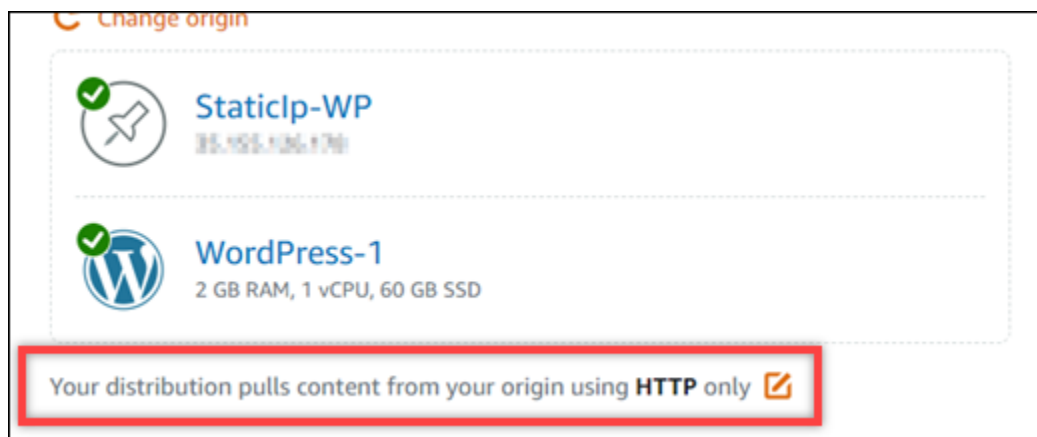 Change origin
StaticIp-WP
WordPress-1
2 GB RAM, 1 vCPU, 60 GB SSD
Your distribution pulls content from your origin using HTTP only